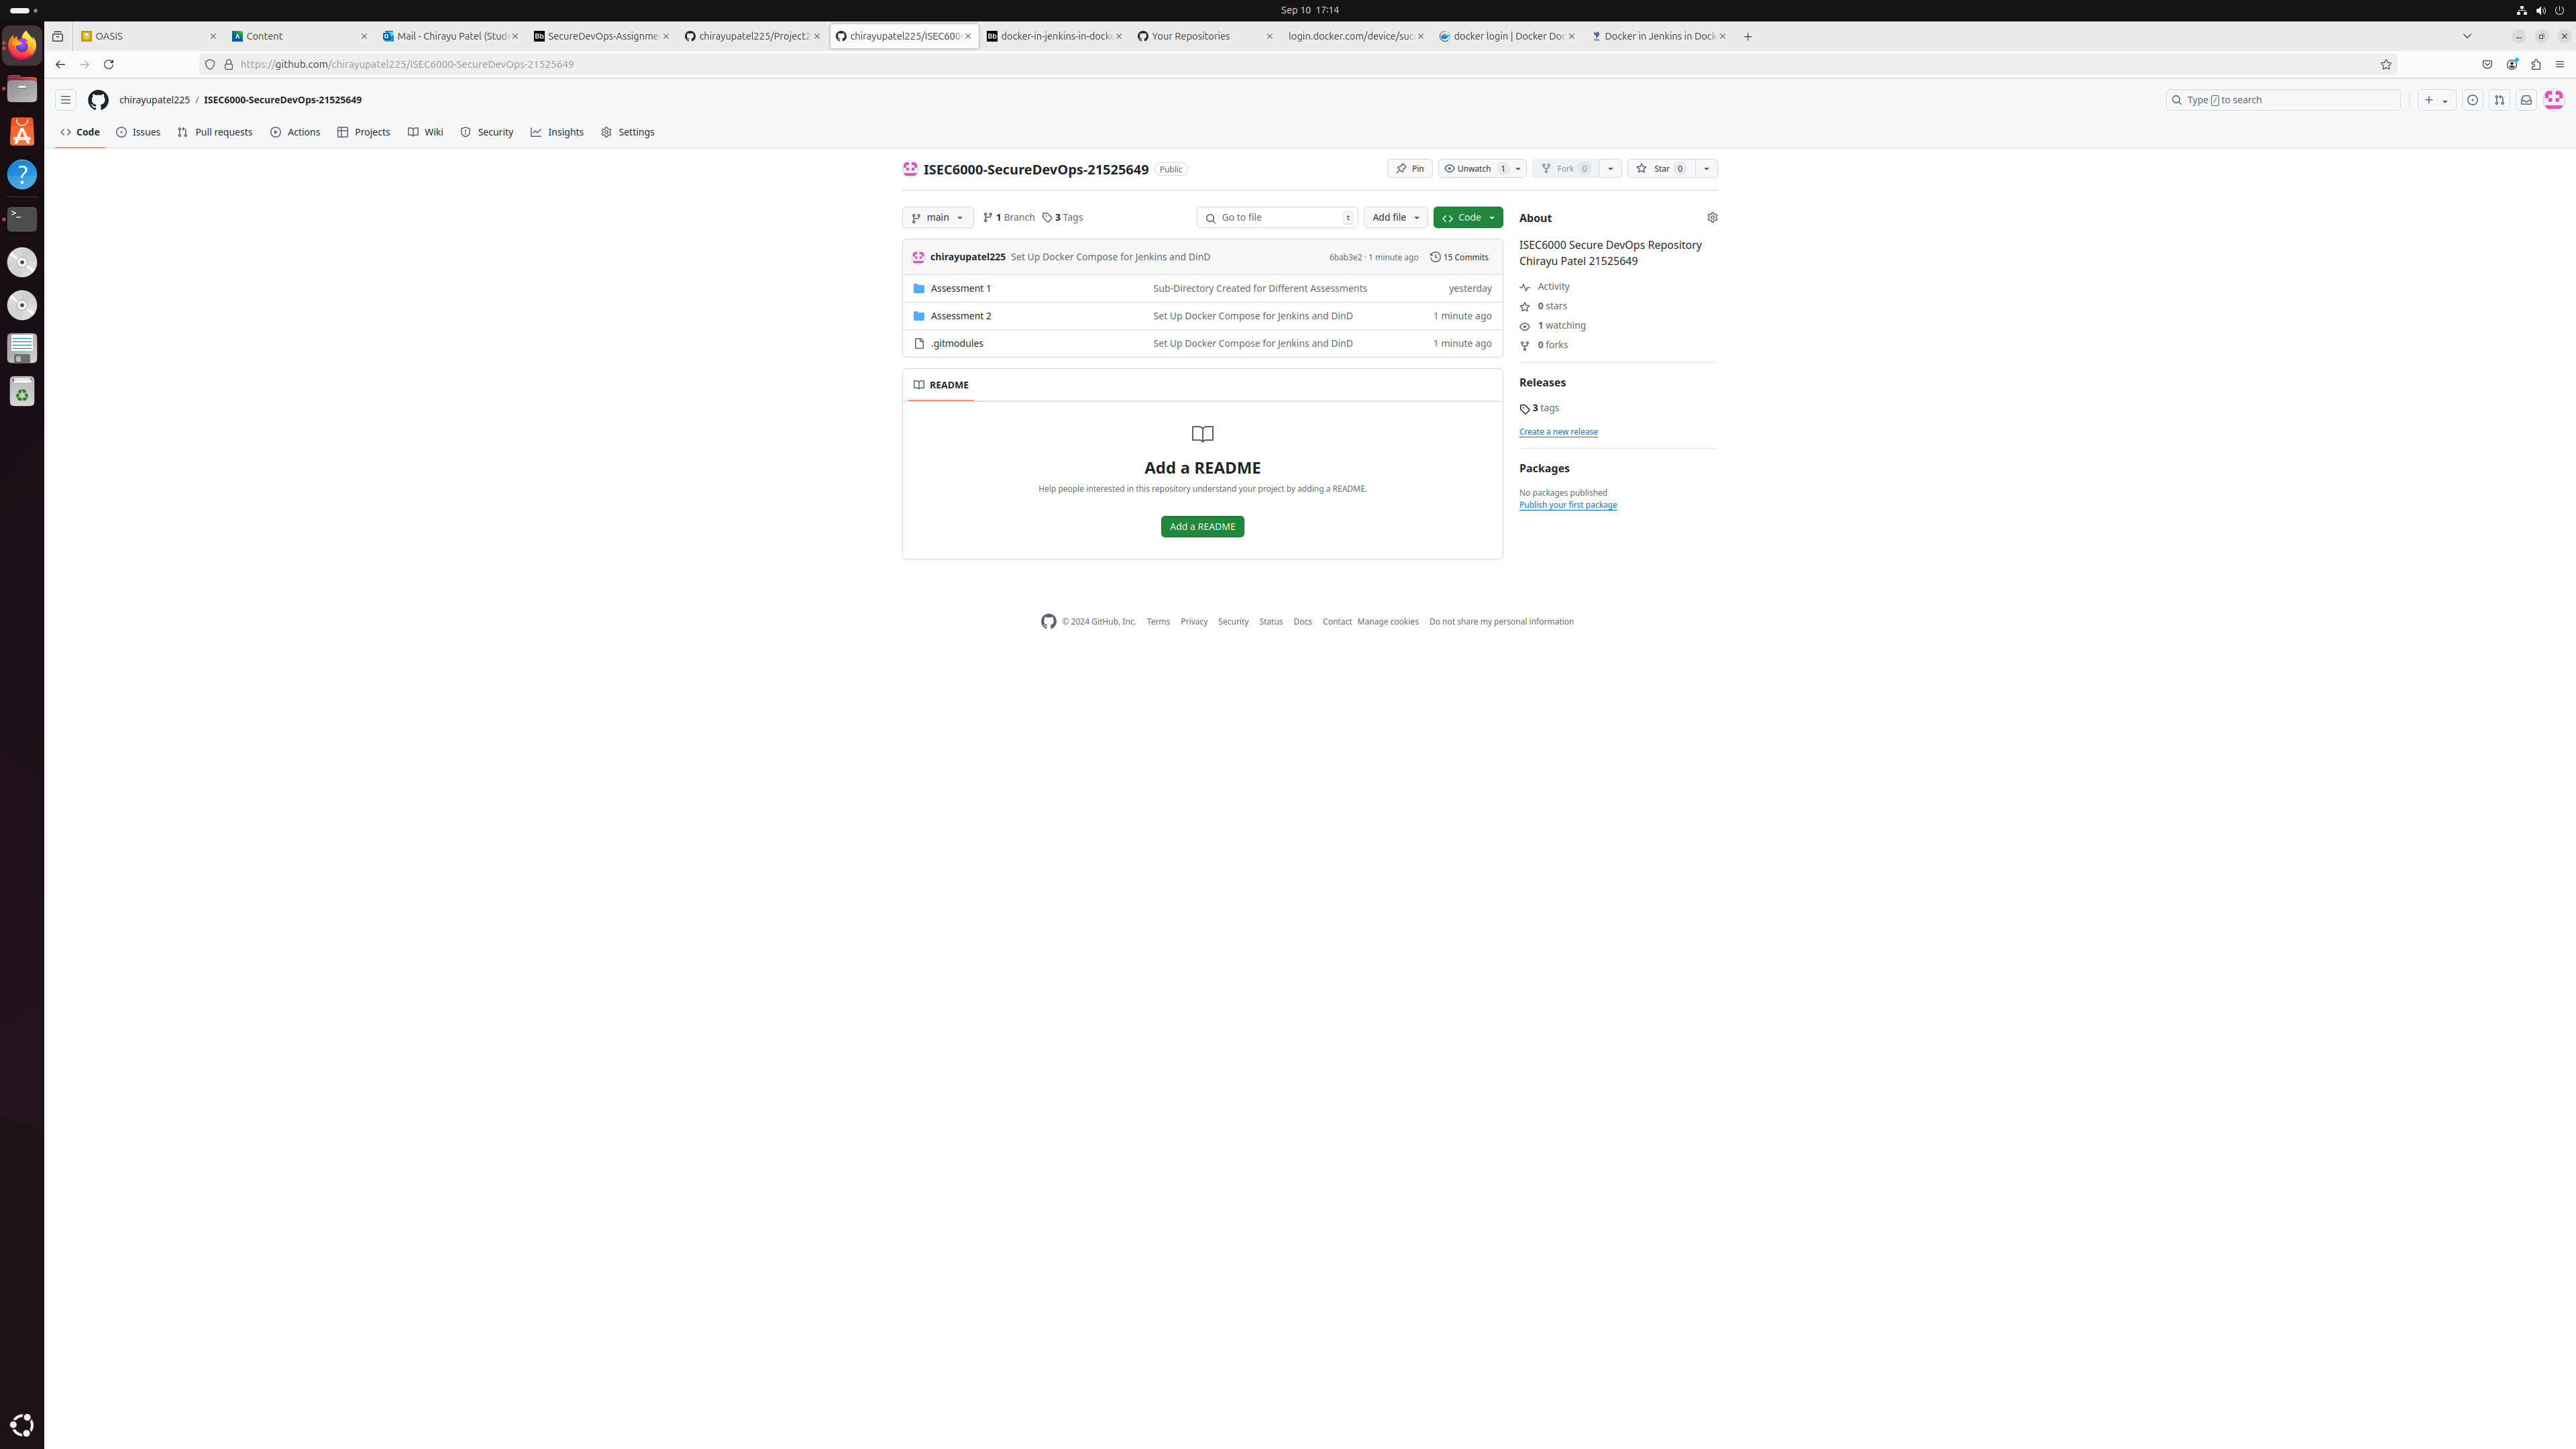 Sep 10 17:14
OASIS
Content
Mail - Chirayu Patel (Stud
SecureDevOps-Assignme
chirayupatel225/Project2
chirayupatel225/ISEC600
docker-in-jenkins-in-docke
Your Repositories
login.docker.com/device/suc
docker login | Docker Doc
Docker in Jenkins in Dock
https://github.com/chirayupatel225/ISEC6000-SecureDevOps-21525649
chirayupatel225 / ISEC6000-SecureDevOps-21525649
Type / to search
Code
Issues
Pull requests
Actions
Projects
Wiki
Security
Insights
Settings
ISEC6000-SecureDevOps-21525649 Public
Pin
Unwatch 1
Fork 0
Star 0
main
1 Branch
3 Tags
Go to file t
Add file
Code
chirayupatel225 Set Up Docker Compose for Jenkins and DinD 6bab3e2 · 1 minute ago 15 Commits
Assessment 1 Sub-Directory Created for Different Assessments yesterday
Assessment 2 Set Up Docker Compose for Jenkins and DinD 1 minute ago
.gitmodules Set Up Docker Compose for Jenkins and DinD 1 minute ago
README
Add a README
Help people interested in this repository understand your project by adding a README.
Add a README
About
ISEC6000 Secure DevOps Repository
Chirayu Patel 21525649
Activity
0 stars
1 watching
0 forks
Releases
3 tags
Create a new release
Packages
No packages published
Publish your first package
© 2024 GitHub, Inc. Terms Privacy Security Status Docs Contact Manage cookies Do not share my personal information